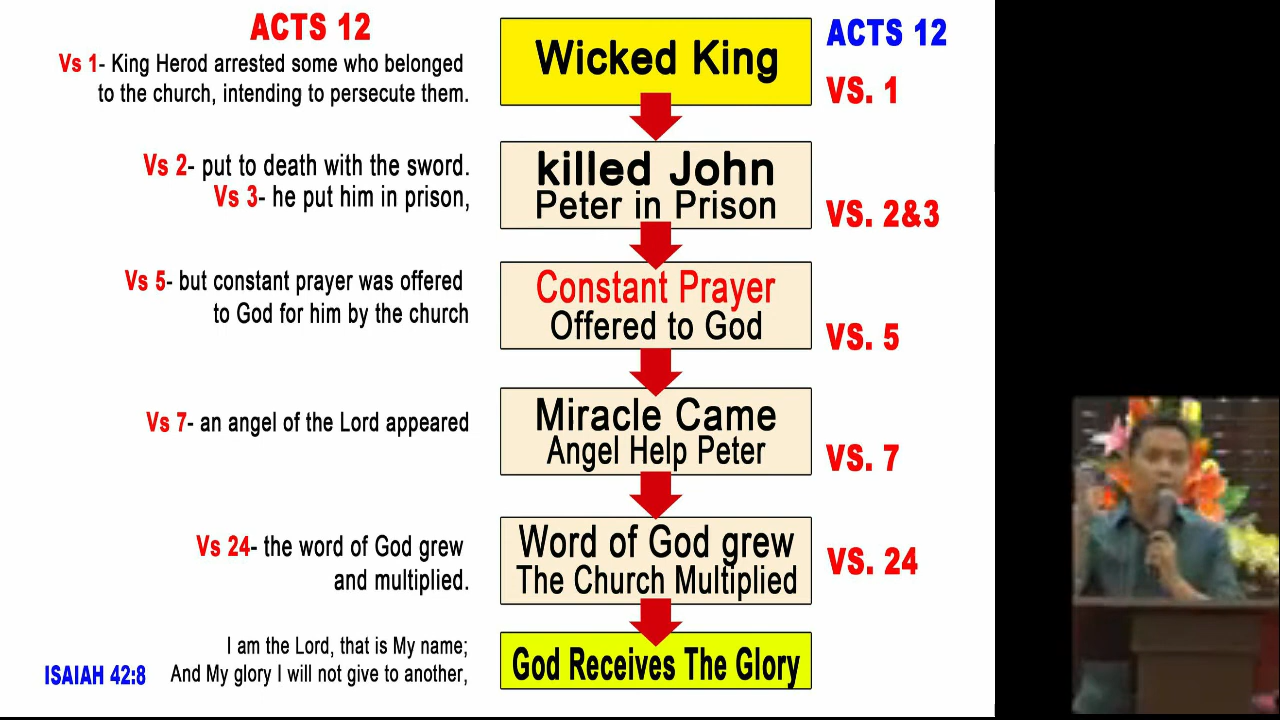 ACTS 12
Vs 1- King Herod arrested some who belonged
to the church, intending to persecute them.
Vs 2- put to death with the sword.
Vs 3- he put him in prison,
Vs 5- but constant prayer was offered
to God for him by the church
Vs 7- an angel of the Lord appeared
Vs 24- the word of God grew
and multiplied.
I am the Lord, that is My name;
ISAIAH 42:8 And My glory I will not give to another,
Wicked King
killed John
Peter in Prison
Constant Prayer
Offered to God
Miracle Came
Angel Help Peter
Word of God grew
The Church Multiplied
God Receives The Glory
ACTS 12
VS. 1
VS. 2&3
VS. 5
VS. 7
VS. 24